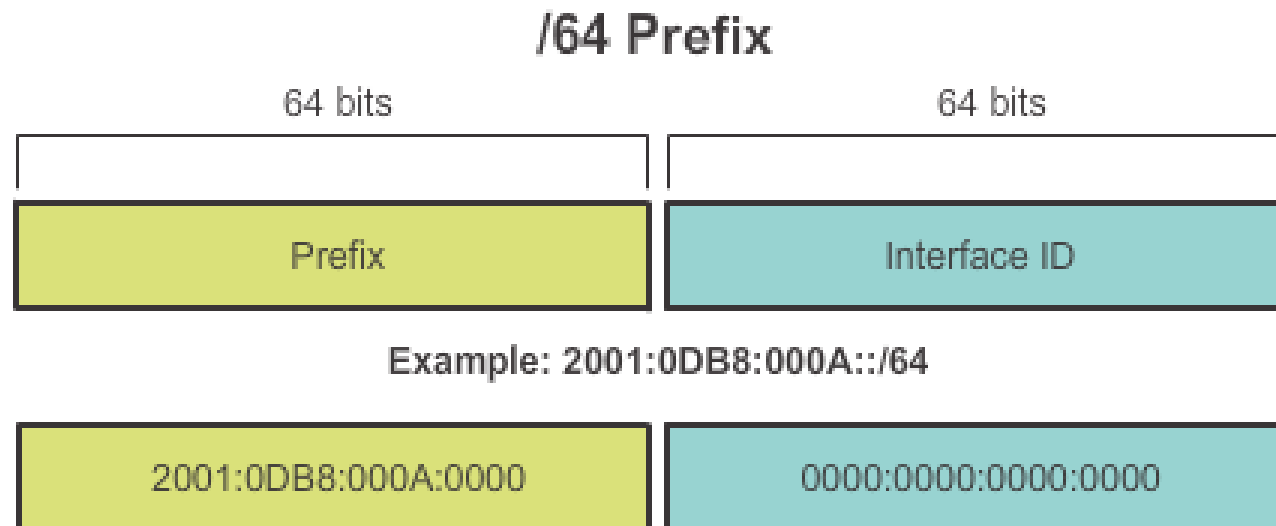 /64 Prefix
64 bits 64 bits
Prefix Interface ID
Example: 2001:0DB8:000A::/64
2001:0DB8:000A:0000 0000:0000:0000:0000